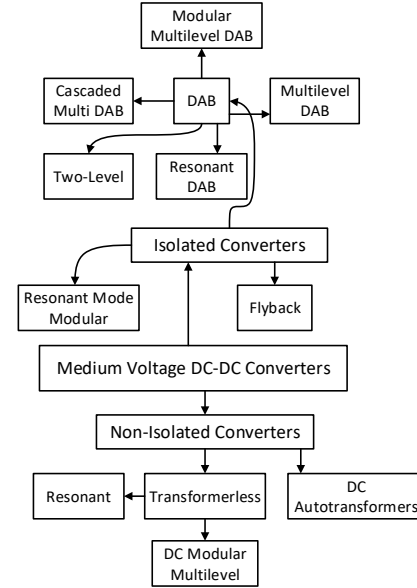 Modular
Multilevel DAB
Cascaded
Multi DAB
DAB
Multilevel
DAB
Two-Level
Resonant
DAB
Isolated Converters
Resonant Mode
Modular
Flyback
Medium Voltage DC-DC Converters
Non-Isolated Converters
Resonant
Transformerless
DC
Autotransformers
DC Modular
Multilevel